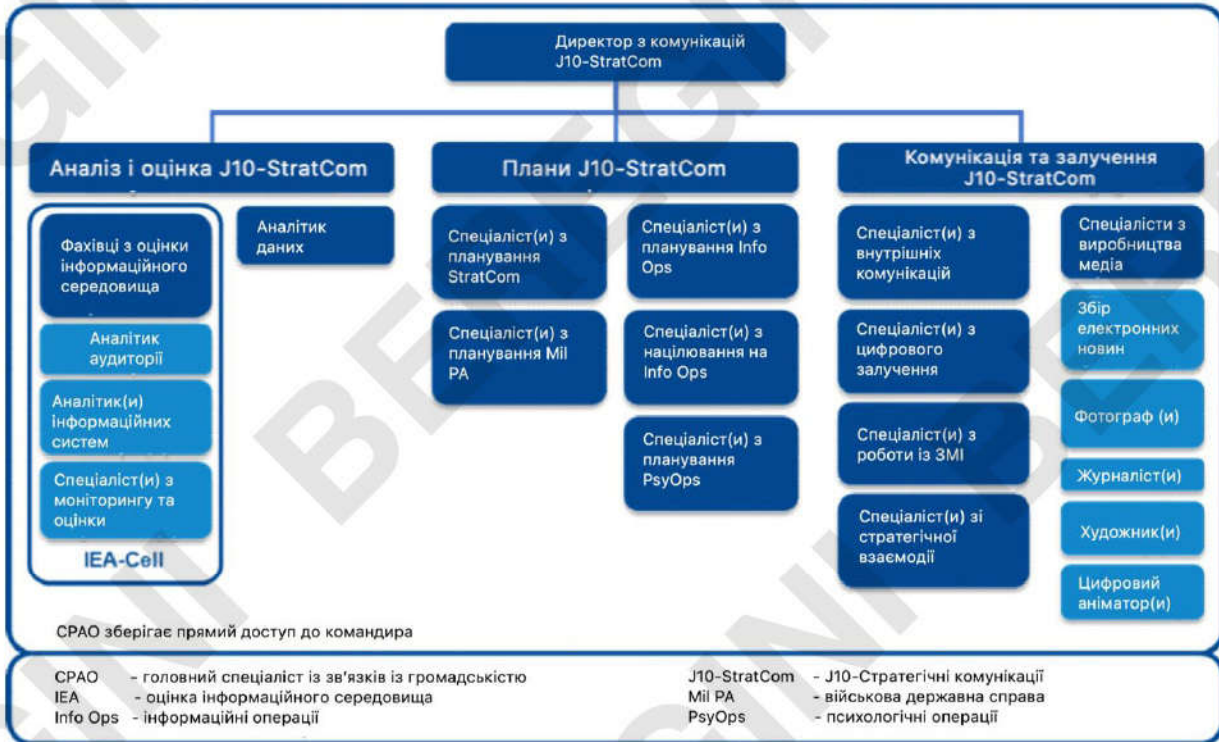 Директор з комунікацій
J10-StratCom
Аналіз і оцінка J10-StratCom
Фахівці з оцінки
інформаційного
середовища
Аналітик
аудиторії
Аналітик(и)
інформаційних
систем
Спеціаліст(и) з
моніторингу та
оцінки
IEA-Cell
Аналітик
даних
Плани J10-StratCom
Спеціаліст(и) з
планування
StratCom
Спеціаліст(и) з
планування Mil
PA
Спеціаліст(и) з
планування Info
Ops
Спеціаліст(и) з
націлювання на
Info Ops
Спеціаліст(и) з
планування
PsyOps
Комунікація та залучення
J10-StratCom
Спеціаліст(и) з
внутрішніх
комунікацій
Спеціаліст(и) з
цифрового
залучення
Спеціаліст(и) з
роботи із ЗМІ
Спеціаліст(и) зі
стратегічної
взаємодії
Спеціалісти з
виробництва
медіа
Збір
електронних
новин
Фотограф (и)
Журналіст(и)
Художник(и)
Цифровий
аніматор(и)
СРАО зберігає прямий доступ до командира
СРАО - головний спеціаліст із зв'язків із громадськістю
IEA - оцінка інформаційного середовища
Info Ops - інформаційні операції
J10-StratCom - J10-Стратегічні комунікації
Mil PA - військова державна справа
PsyOps - психологічні операції